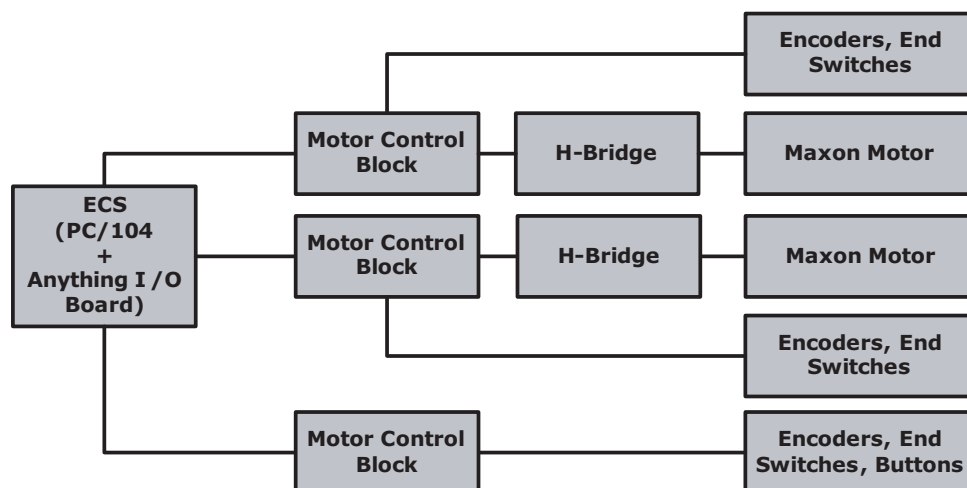 Encoders, End
Switches
Motor Control
Block
H-Bridge
Maxon Motor
ECS
(PC/104
+
Anything I/O
Board)
Motor Control
Block
H-Bridge
Maxon Motor
Encoders, End
Switches
Motor Control
Block
Encoders, End
Switches, Buttons